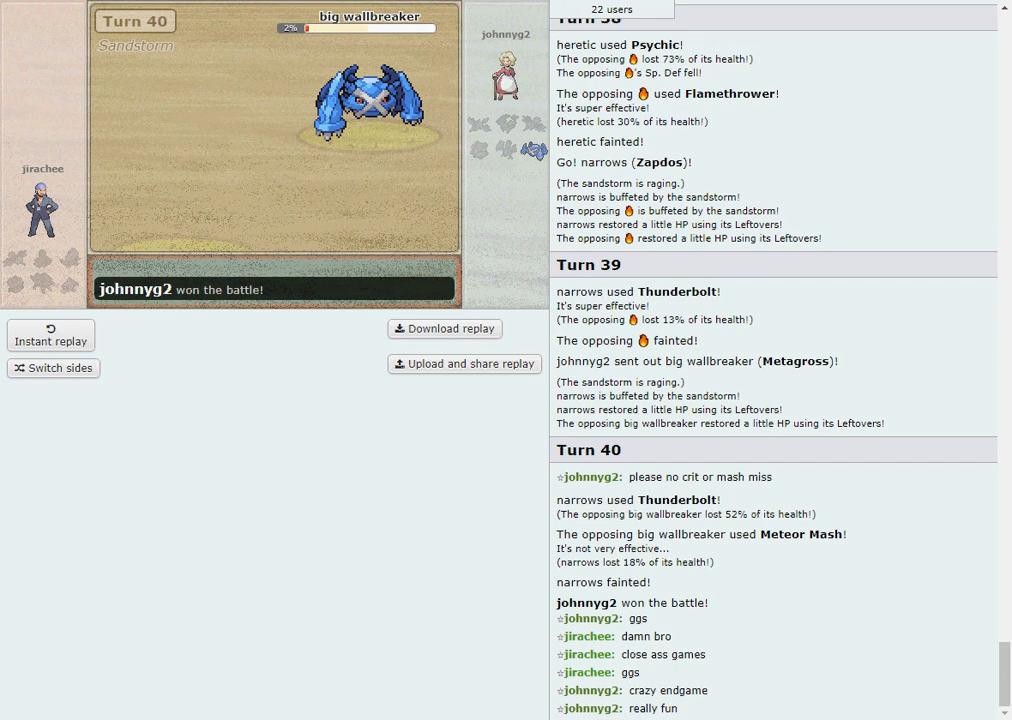 Turn 40
Sandstorm
big wallbreaker
2%
johnnyg2
jirachee
johnnyg2 won the battle!
Instant replay
Switch sides
Download replay
Upload and share replay
22 users
heretic used Psychic!
(The opposing 🔥 lost 73% of its health!)
The opposing 🔥's Sp. Def fell!
The opposing 🔥 used Flamethrower!
It's super effective!
(heretic lost 30% of its health!)
heretic fainted!
Go! narrows (Zapdos)!
(The sandstorm is raging.)
narrows is buffeted by the sandstorm!
The opposing 🔥 is buffeted by the sandstorm!
narrows restored a little HP using its Leftovers!
The opposing 🔥 restored a little HP using its Leftovers!
Turn 39
narrows used Thunderbolt!
It's super effective!
(The opposing 🔥 lost 13% of its health!)
The opposing 🔥 fainted!
johnnyg2 sent out big wallbreaker (Metagross)!
(The sandstorm is raging.)
narrows is buffeted by the sandstorm!
narrows restored a little HP using its Leftovers!
The opposing big wallbreaker restored a little HP using its Leftovers!
Turn 40
☆johnnyg2: please no crit or mash miss
narrows used Thunderbolt!
(The opposing big wallbreaker lost 52% of its health!)
The opposing big wallbreaker used Meteor Mash!
It's not very effective...
(narrows lost 18% of its health!)
narrows fainted!
johnnyg2 won the battle!
☆johnnyg2: ggs
☆jirachee: damn bro
☆jirachee: close ass games
☆jirachee: ggs
☆johnnyg2: crazy endgame
☆johnnyg2: really fun